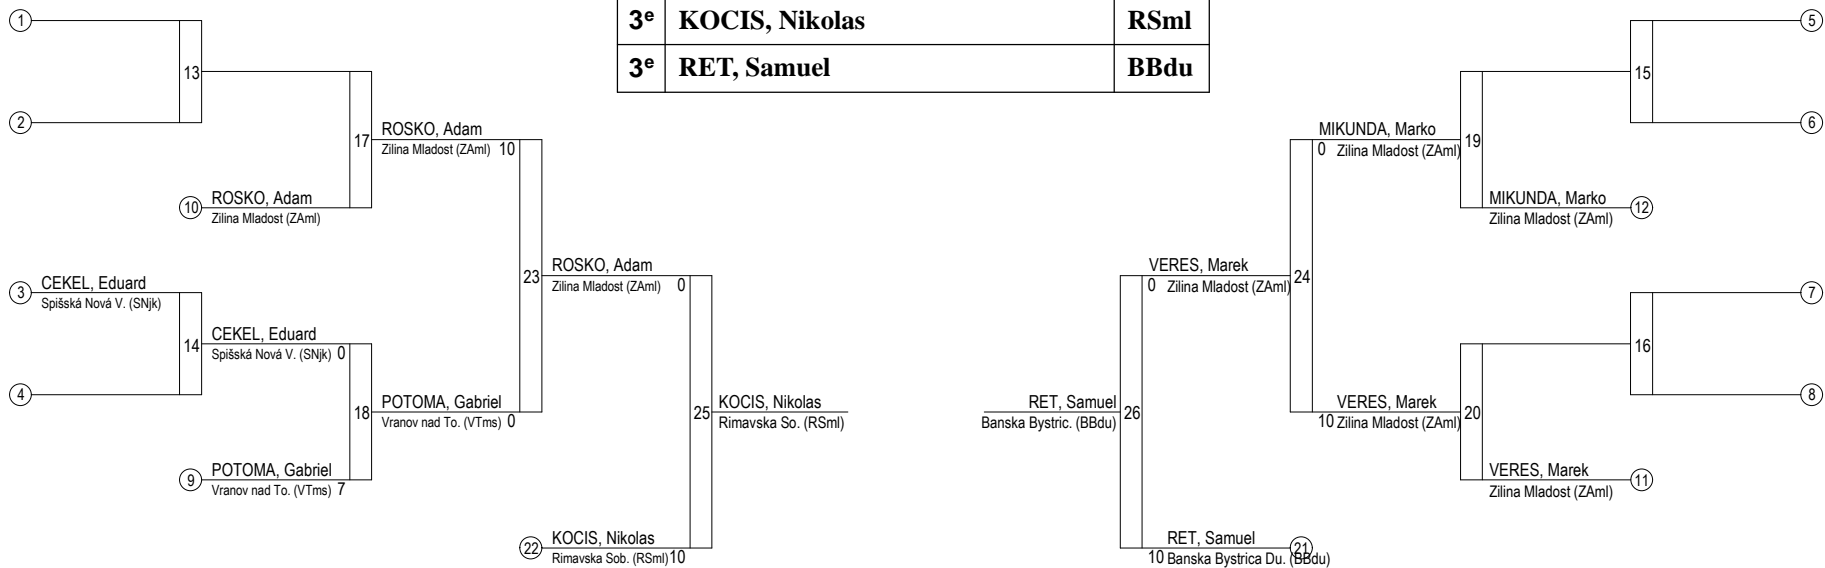 3e KOCIS, Nikolas RSml
3e RET, Samuel BBdu
1
13
2
17
ROSKO, Adam
Zilina Mladost (ZAml) 10
10
ROSKO, Adam
Zilina Mladost (ZAml)
23
ROSKO, Adam
Zilina Mladost (ZAml) 0
3
CEKEL, Eduard
Spišská Nová V. (SNjk)
14
CEKEL, Eduard
Spišská Nová V. (SNjk) 0
4
18
POTOMA, Gabriel
Vranov nad To. (VTms) 0
9
POTOMA, Gabriel
Vranov nad To. (VTms) 7
25
KOCIS, Nikolas
Rimavska So. (RSml)
22
KOCIS, Nikolas
Rimavska Sob. (RSml) 10
5
15
6
MIKUNDA, Marko
0 Zilina Mladost (ZAml)
19
MIKUNDA, Marko
Zilina Mladost (ZAml)
12
VERES, Marek
0 Zilina Mladost (ZAml)
24
7
16
8
RET, Samuel
Banska Bystric. (BBdu)
26
VERES, Marek
10 Zilina Mladost (ZAml)
20
VERES, Marek
Zilina Mladost (ZAml)
11
RET, Samuel
10 Banska Bystrica Du. (BBdu)
21